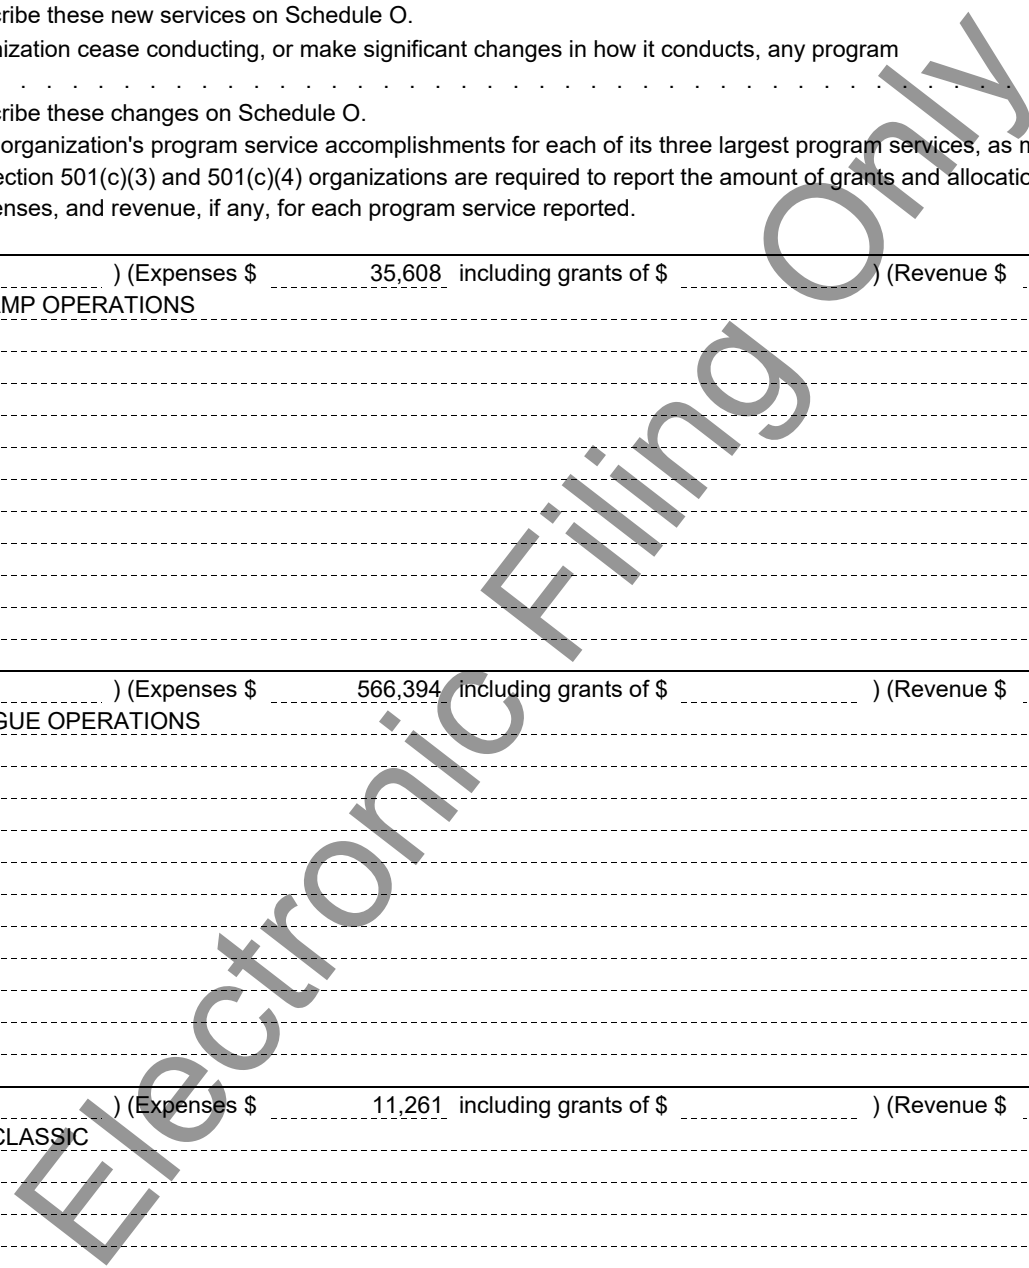 ribe these new services on Schedule O.
nization cease conducting, or make significant changes in how it conducts, any program
. . . . . . . . . . . . . . . . . . . . . . . . . . . . . . . . . . . . . . .
ribe these changes on Schedule O.
organization's program service accomplishments for each of its three largest program services, as m
ection 501(c)(3) and 501(c)(4) organizations are required to report the amount of grants and allocatio
enses, and revenue, if any, for each program service reported.
) (Expenses $ 35,608 including grants of $ ) (Revenue $
MP OPERATIONS
) (Expenses $ 566,394 including grants of $ ) (Revenue $
GUE OPERATIONS
) (Expenses $ 11,261 including grants of $ ) (Revenue $
CLASSIC
Electronic Filing Only